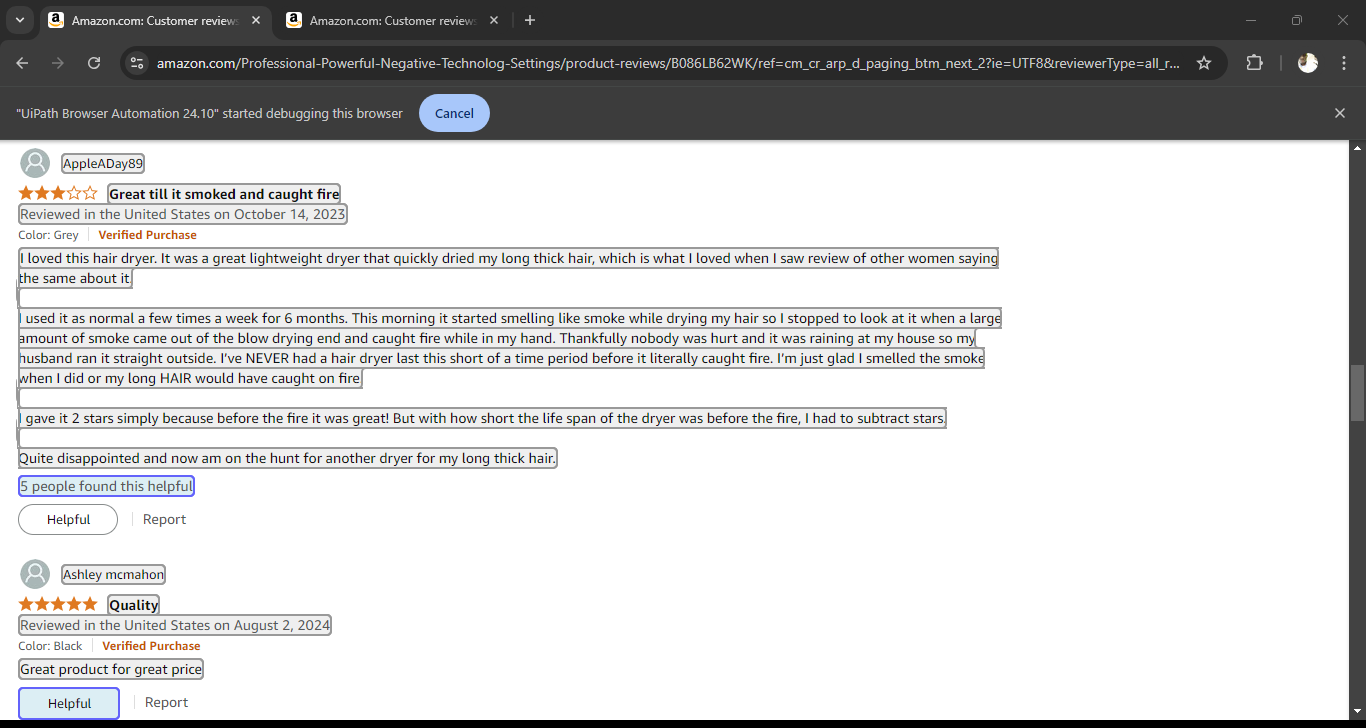 Amazon.com: Customer reviews
Amazon.com: Customer reviews
amazon.com/Professional-Powerful-Negative-Technolog-Settings/product-reviews/B086LB62WK/ref=cm_cr_arp_d_paging_btm_next_2?ie=UTF8&reviewerType=all_r...
"UiPath Browser Automation 24.10" started debugging this browser
Cancel
AppleADay89
Great till it smoked and caught fire
Reviewed in the United States on October 14, 2023
Color: Grey
Verified Purchase
I loved this hair dryer. It was a great lightweight dryer that quickly dried my long thick hair, which is what I loved when I saw review of other women saying
the same about it
I used it as normal a few times a week for 6 months. This morning it started smelling like smoke while drying my hair so I stopped to look at it when a large
amount of smoke came out of the blow drying end and caught fire while in my hand. Thankfully nobody was hurt and it was raining at my house so my
husband ran it straight outside. I've NEVER had a hair dryer last this short of a time period before it literally caught fire. I'm just glad I smelled the smoke
when I did or my long HAIR would have caught on fire
I gave it 2 stars simply because before the fire it was great! But with how short the life span of the dryer was before the fire, I had to subtract stars.
Quite disappointed and now am on the hunt for another dryer for my long thick hair.
5 people found this helpful
Helpful
Report
Ashley mcmahon
Quality
Reviewed in the United States on August 2, 2024
Color: Black
Verified Purchase
Great product for great price
Helpful
Report